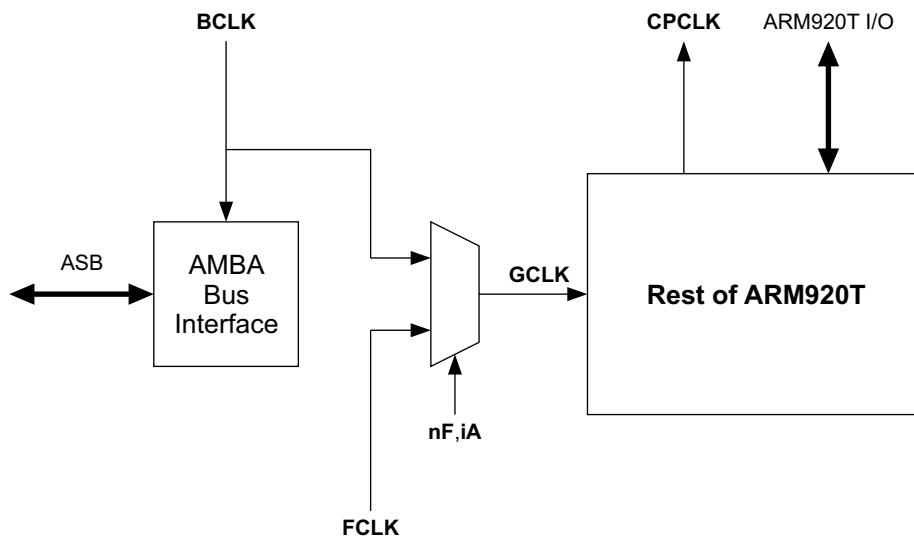 BCLK
CPCLK
ARM920T I/O
ASB
AMBA
Bus
Interface
GCLK
Rest of ARM920T
nF,iA
FCLK